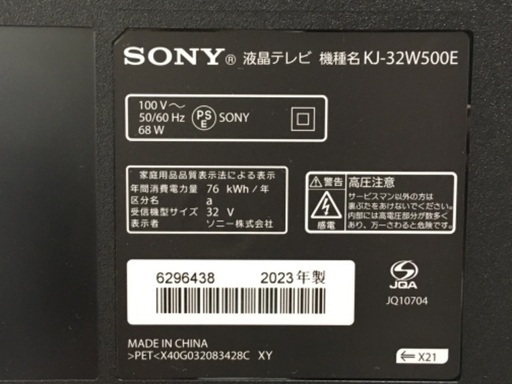 SONY® 液晶テレビ 機種名 KJ-32W500E
100 V～
50/60 Hz
68 W
PS
E
SONY
家庭用品品質表示法による表示
年間消費電力量 76 kWh/年
区分名 a
受信機型サイズ 32 V
表示者 ソニー株式会社
警告 高圧注意
サービスマン以外の方は
裏ぶたをあけないでください。
内部には高電圧部分が数多く
あり、万一さわると危険です。
感電
6296438 2023年製
JQA
JQ10704
MADE IN CHINA
>PET<X40G032083428C XY
X21